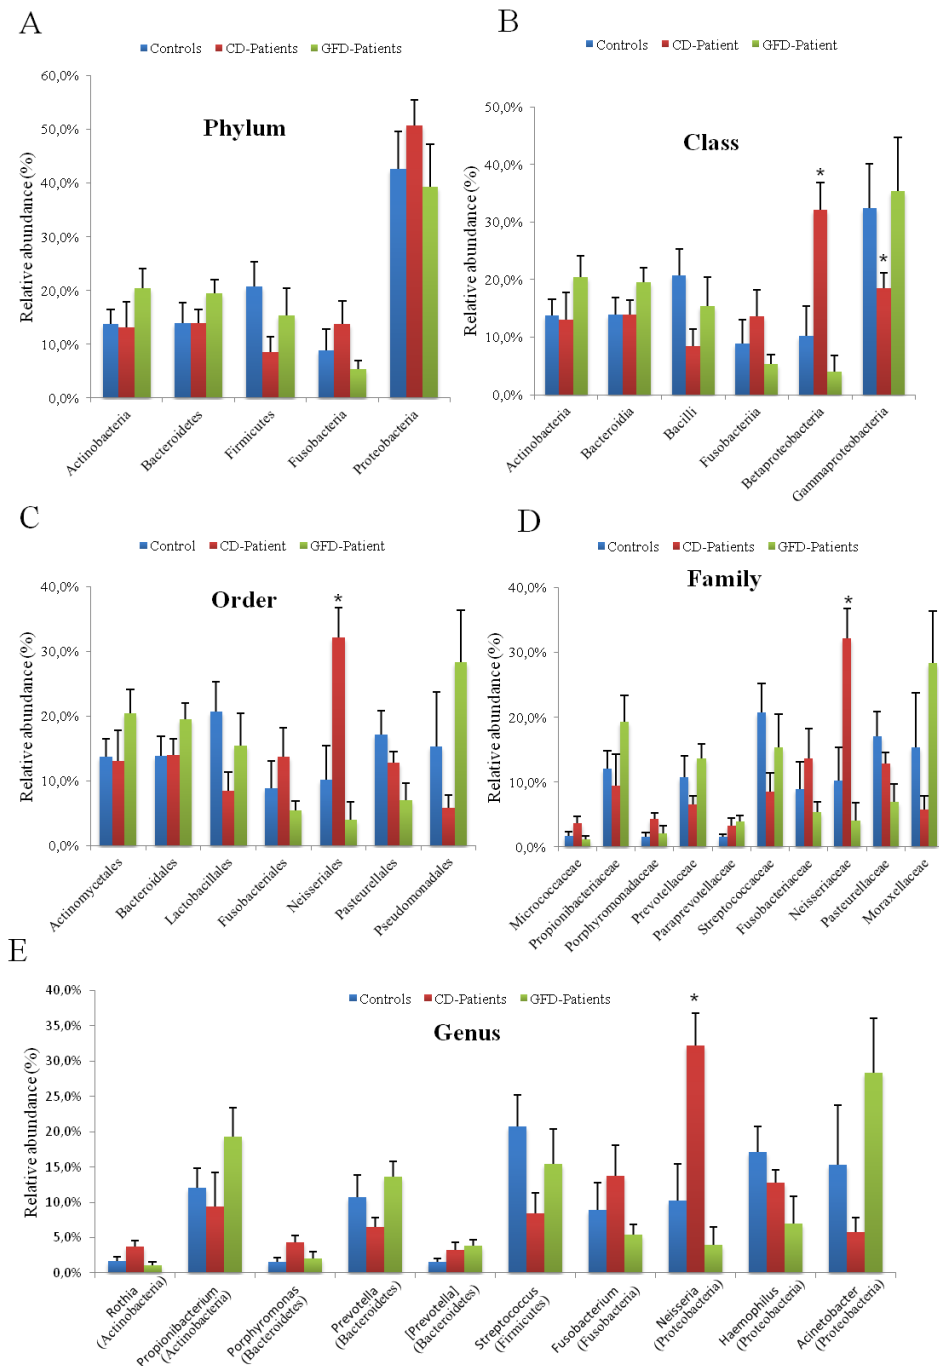 A
Controls CD-Patients GFD-Patients
Phylum
Relative abundance (%)
60,0%
50,0%
40,0%
30,0%
20,0%
10,0%
0,0%
Actinobacteria
Bacteroidetes
Firmicutes
Fusobacteria
Proteobacteria
B
Controls CD-Patient GFD-Patient
Class
Relative abundance (%)
50,0%
40,0%
30,0%
20,0%
10,0%
0,0%
*
*
Actinobacteria
Bacteroidia
Bacilli
Fusobacteriia
Betaproteobacteria
Gammaproteobacteria
C
Control CD-Patient GFD-Patient
Order
Relative abundance (%)
40,0%
30,0%
20,0%
10,0%
0,0%
*
Actinomycetales
Bacteroidales
Lactobacillales
Fusobacteriales
Neisseriales
Pasteurellales
Pseudomonadales
D
Controls CD-Patients GFD-Patients
Family
Relative abundance (%)
40,0%
30,0%
20,0%
10,0%
0,0%
*
Micrococcaceae
Propionibacteriaceae
Porphyromonadaceae
Prevotellaceae
Paraprevotellaceae
Streptococcaceae
Fusobacteriaceae
Neisseriaceae
Pasteurellaceae
Moraxellaceae
E
Controls CD-Patients GFD-Patients
Genus
Relative abundance (%)
40,0%
35,0%
30,0%
25,0%
20,0%
15,0%
10,0%
5,0%
0,0%
*
Rothia
(Actinobacteria)
Propionibacterium
(Actinobacteria)
Porphyromonas
(Bacteroidetes)
Prevotella
(Bacteroidetes)
[Prevotella]
(Bacteroidetes)
Streptococcus
(Firmicutes)
Fusobacterium
(Fusobacteria)
Neisseria
(Proteobacteria)
Haemophilus
(Proteobacteria)
Acinetobacter
(Proteobacteria)